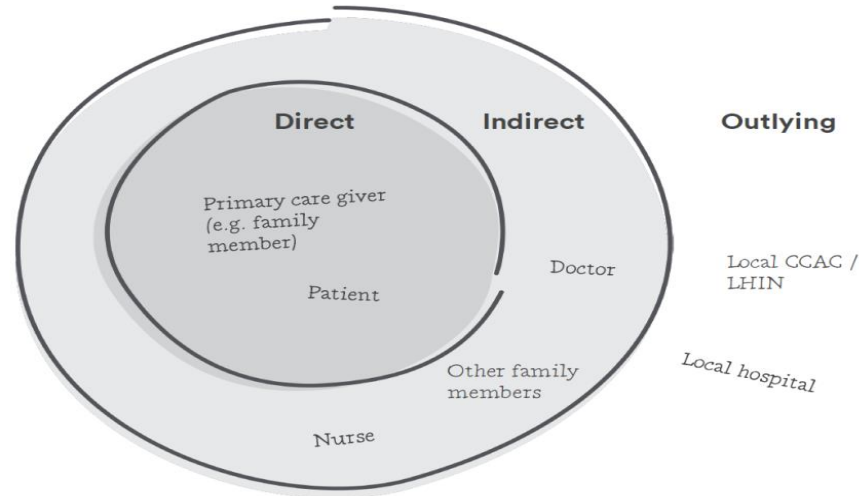 Direct
Indirect
Outlying
Primary care giver
(e.g. family
member)
Patient
Doctor
Local CCAC /
LHIN
Other family
members
Local hospital
Nurse